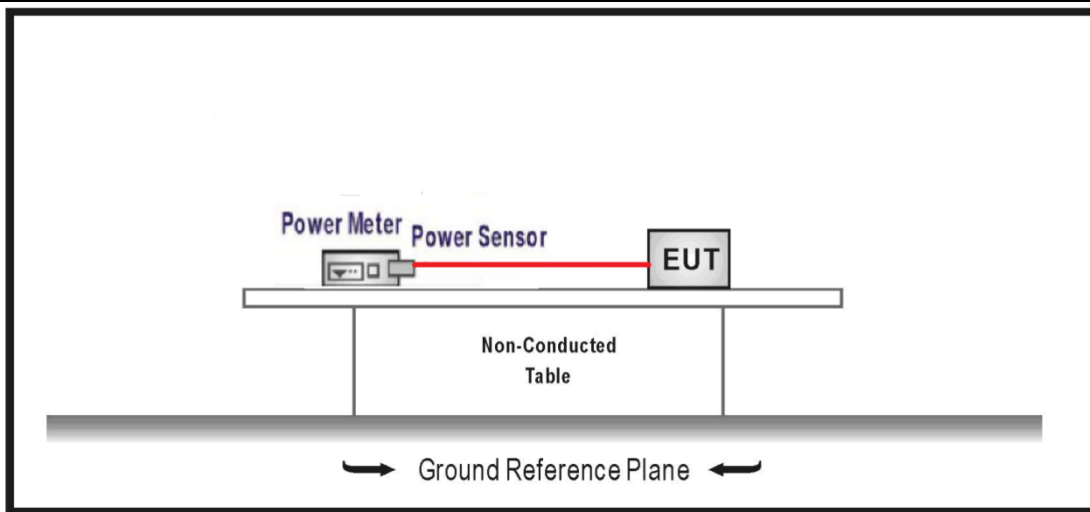 Power Meter
Power Sensor
EUT
Non-Conducted
Table
Ground Reference Plane